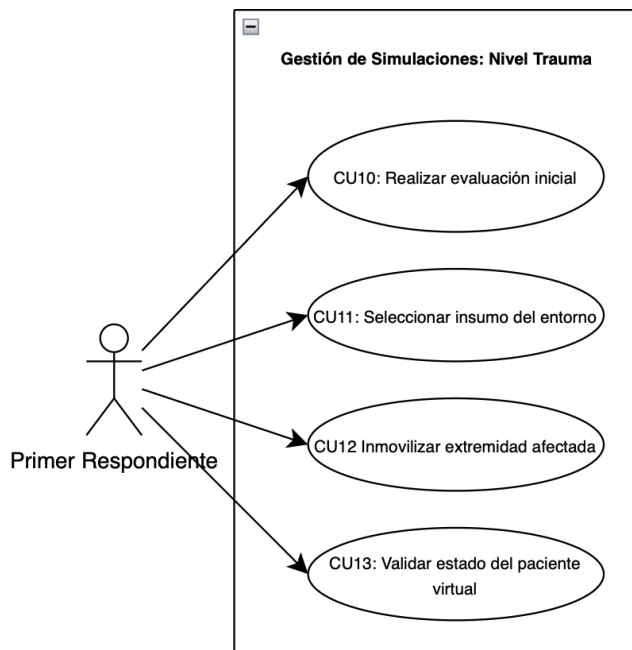 Gestión de Simulaciones: Nivel Trauma
CU10: Realizar evaluación inicial
CU11: Seleccionar insumo del entorno
Primer Respondiente
CU12 Inmovilizar extremidad afectada
CU13: Validar estado del paciente
virtual